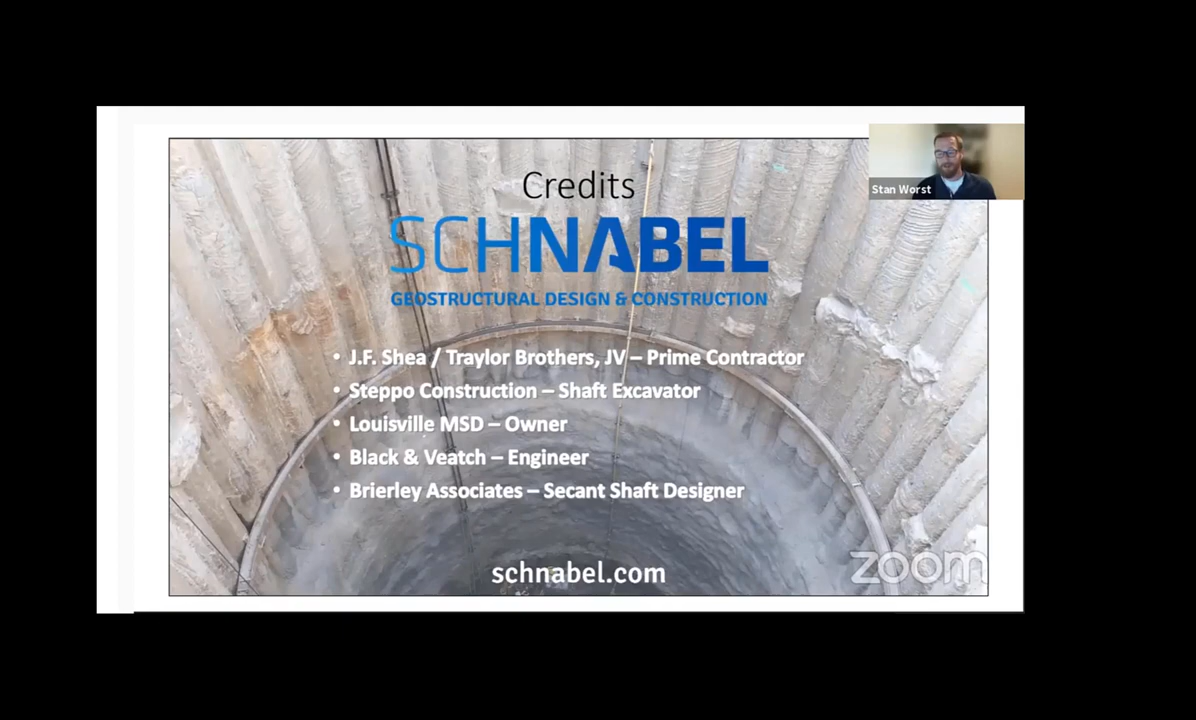 Credits
Stan Worst
SCHNABEL
GEOSTRUCTURAL DESIGN & CONSTRUCTION
• J.F. Shea / Traylor Brothers, JV – Prime Contractor
• Steppo Construction – Shaft Excavator
• Louisville MSD – Owner
• Black & Veatch – Engineer
• Brierley Associates – Secant Shaft Designer
schnabel.com
zoom